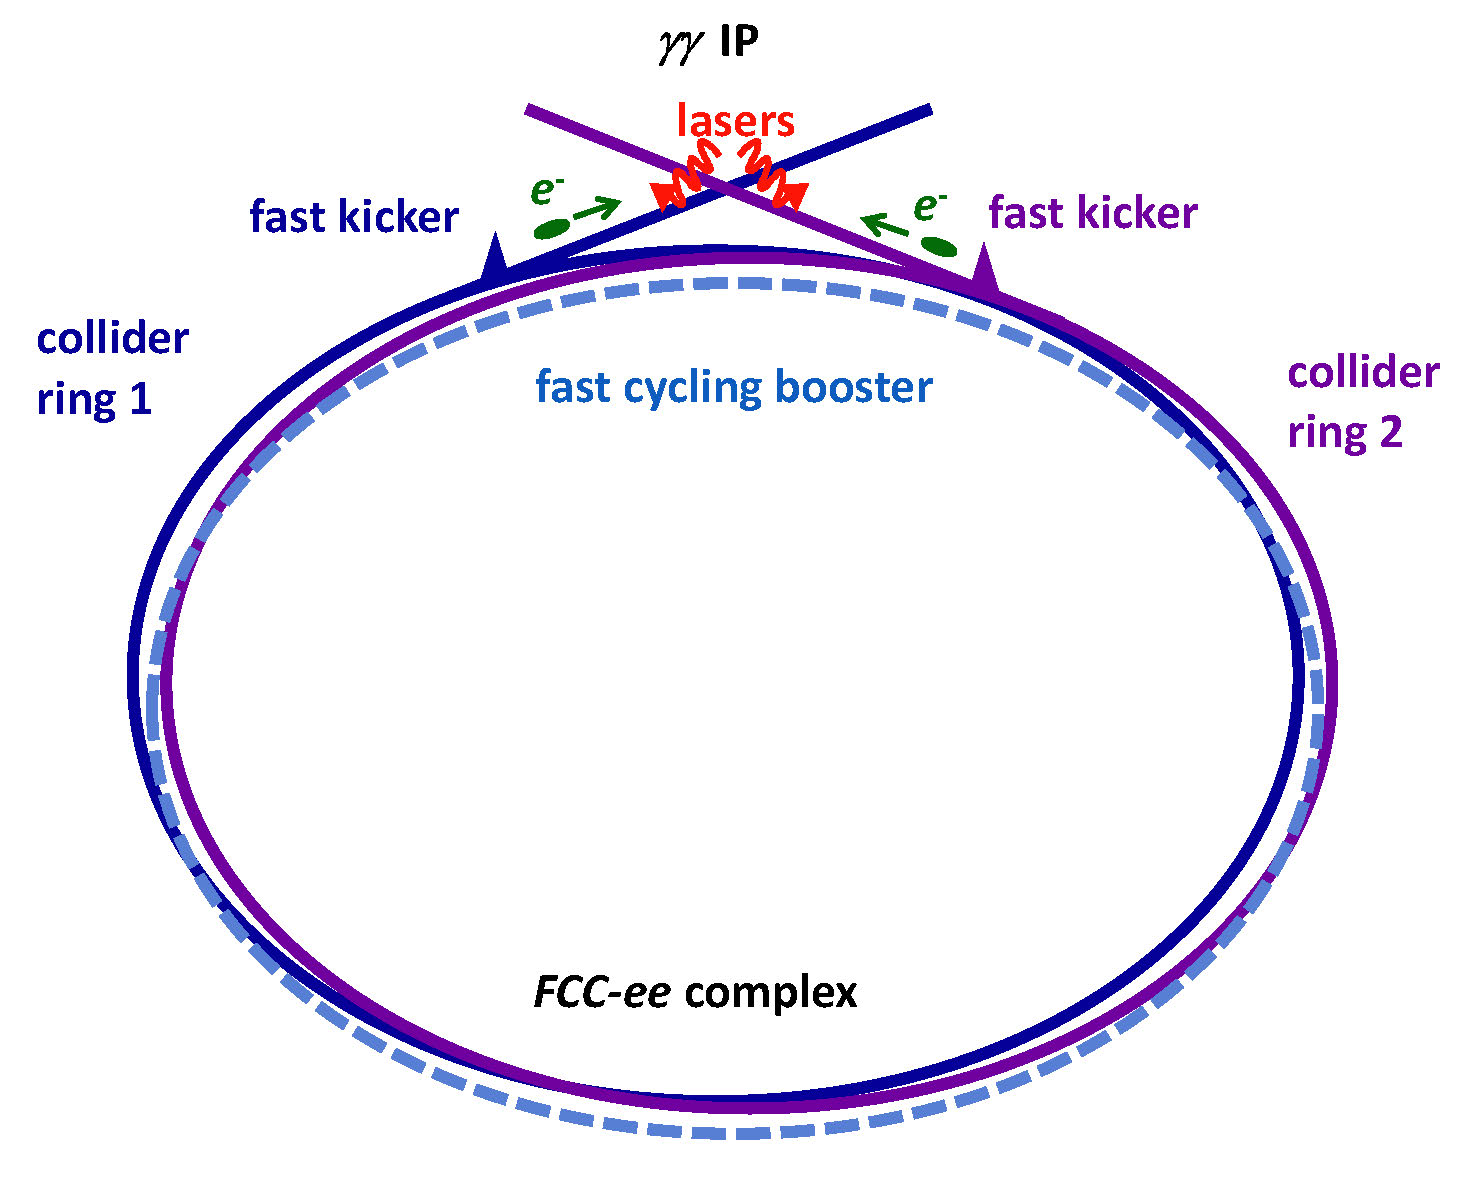 γγ IP
lasers
e-
e-
fast kicker
fast kicker
collider
ring 1
collider
ring 2
fast cycling booster
FCC-ee complex